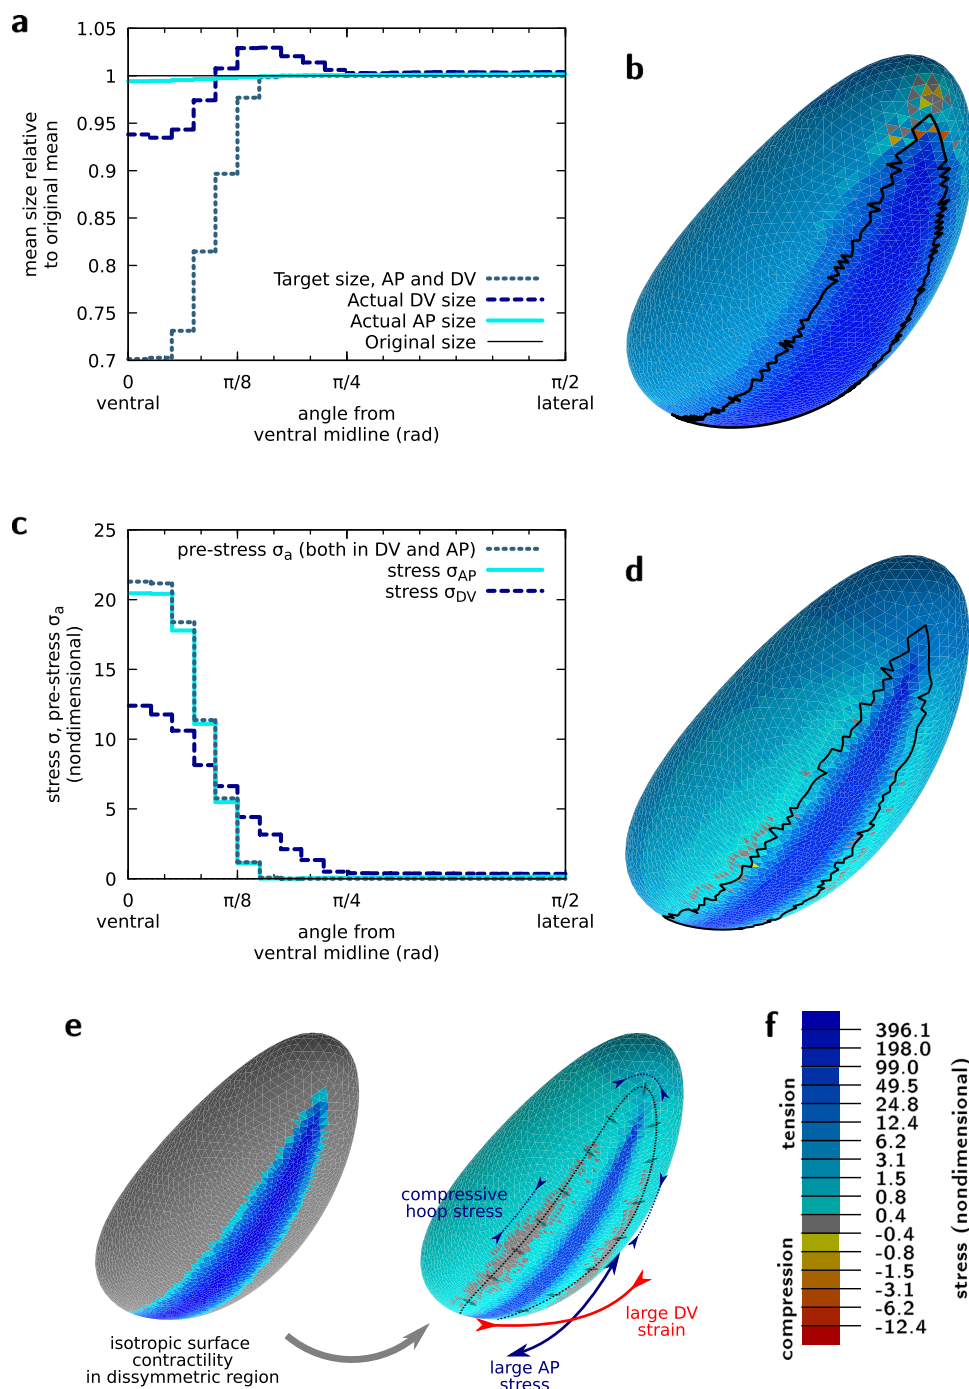 a
1.05
1
0.95
0.9
0.85
0.8
0.75
0.7
mean size relative
to original mean
Target size, AP and DV
Actual DV size
Actual AP size
Original size
0
π/8
π/4
π/2
ventral
lateral
angle from
ventral midline (rad)
b
c
25
20
15
10
5
0
stress σ, pre-stress σa
(nondimensional)
pre-stress σa (both in DV and AP)
stress σAP
stress σDV
0
π/8
π/4
π/2
ventral
lateral
angle from
ventral midline (rad)
d
e
isotropic surface
contractility
in dissymmetric region
compressive
hoop stress
large DV
strain
large AP
stress
f
tension
compression
396.1
198.0
99.0
49.5
24.8
12.4
6.2
3.1
1.5
0.8
0.4
-0.4
-0.8
-1.5
-3.1
-6.2
-12.4
stress (nondimensional)